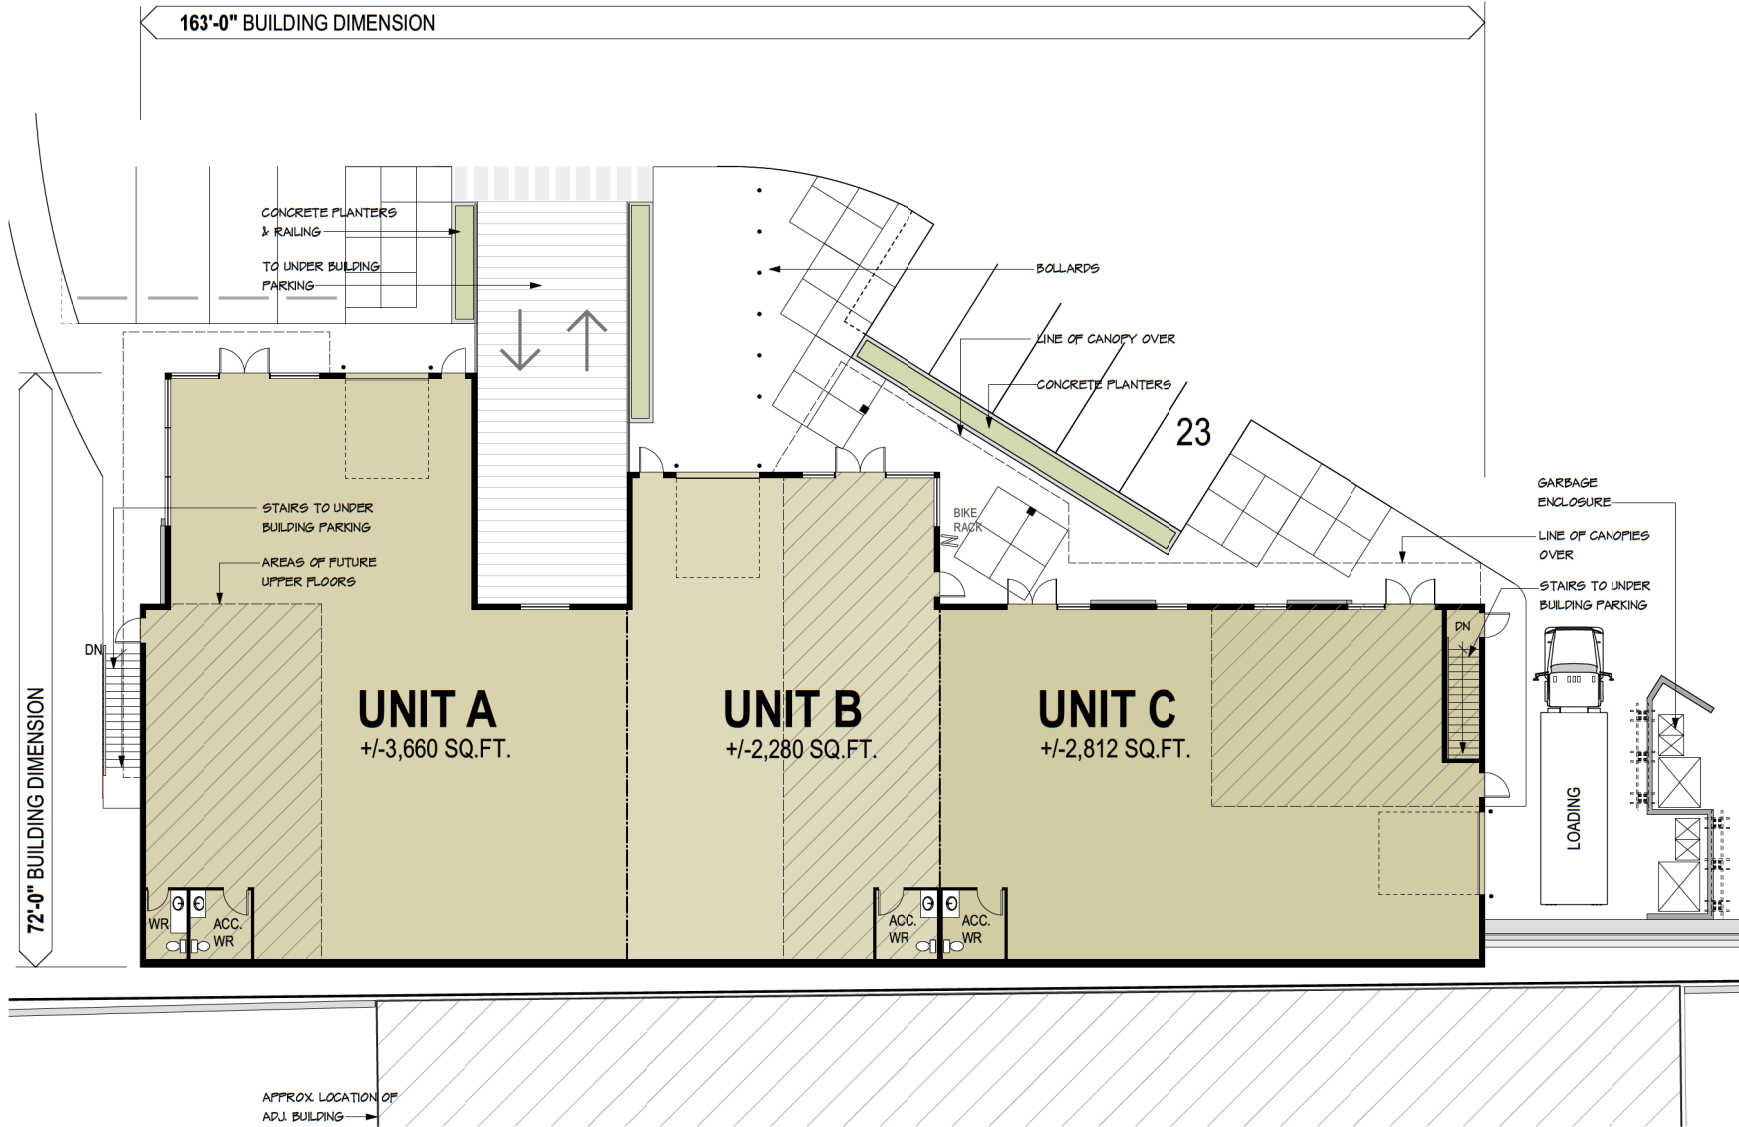 163'-0" BUILDING DIMENSION
CONCRETE PLANTERS
& RAILING
TO UNDER BUILDING
PARKING
BOLLARDS
LINE OF CANOPY OVER
CONCRETE PLANTERS
23
GARBAGE
ENCLOSURE
LINE OF CANOPIES
OVER
STAIRS TO UNDER
BUILDING PARKING
STAIRS TO UNDER
BUILDING PARKING
BIKE
RACK
AREAS OF FUTURE
UPPER FLOORS
DN
DN
72'-0" BUILDING DIMENSION
UNIT A
+/-3,660 SQ.FT.
UNIT B
+/-2,280 SQ.FT.
UNIT C
+/-2,812 SQ.FT.
LOADING
WR
ACC.
WR
ACC.
WR
ACC.
WR
APPROX. LOCATION OF
ADJ. BUILDING